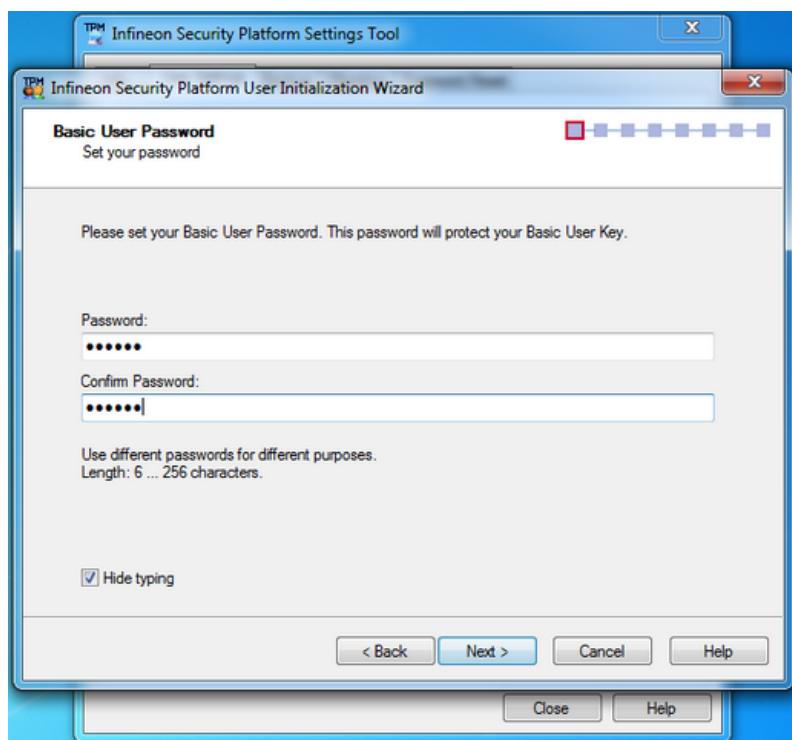 TPM Infineon Security Platform Settings Tool
TPM Infineon Security Platform User Initialization Wizard
Basic User Password
Set your password
Please set your Basic User Password. This password will protect your Basic User Key.
Password:
••••••
Confirm Password:
••••••
Use different passwords for different purposes.
Length: 6 ... 256 characters.
Hide typing
< Back Next > Cancel Help
Close Help